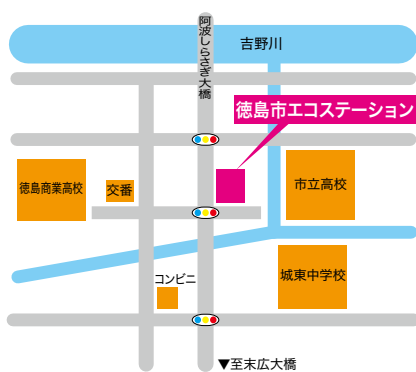 吉野川
阿波しらさぎ大橋
徳島市エコステーション
徳島商業高校
交番
市立高校
コンビニ
城東中学校
▼至末広大橋